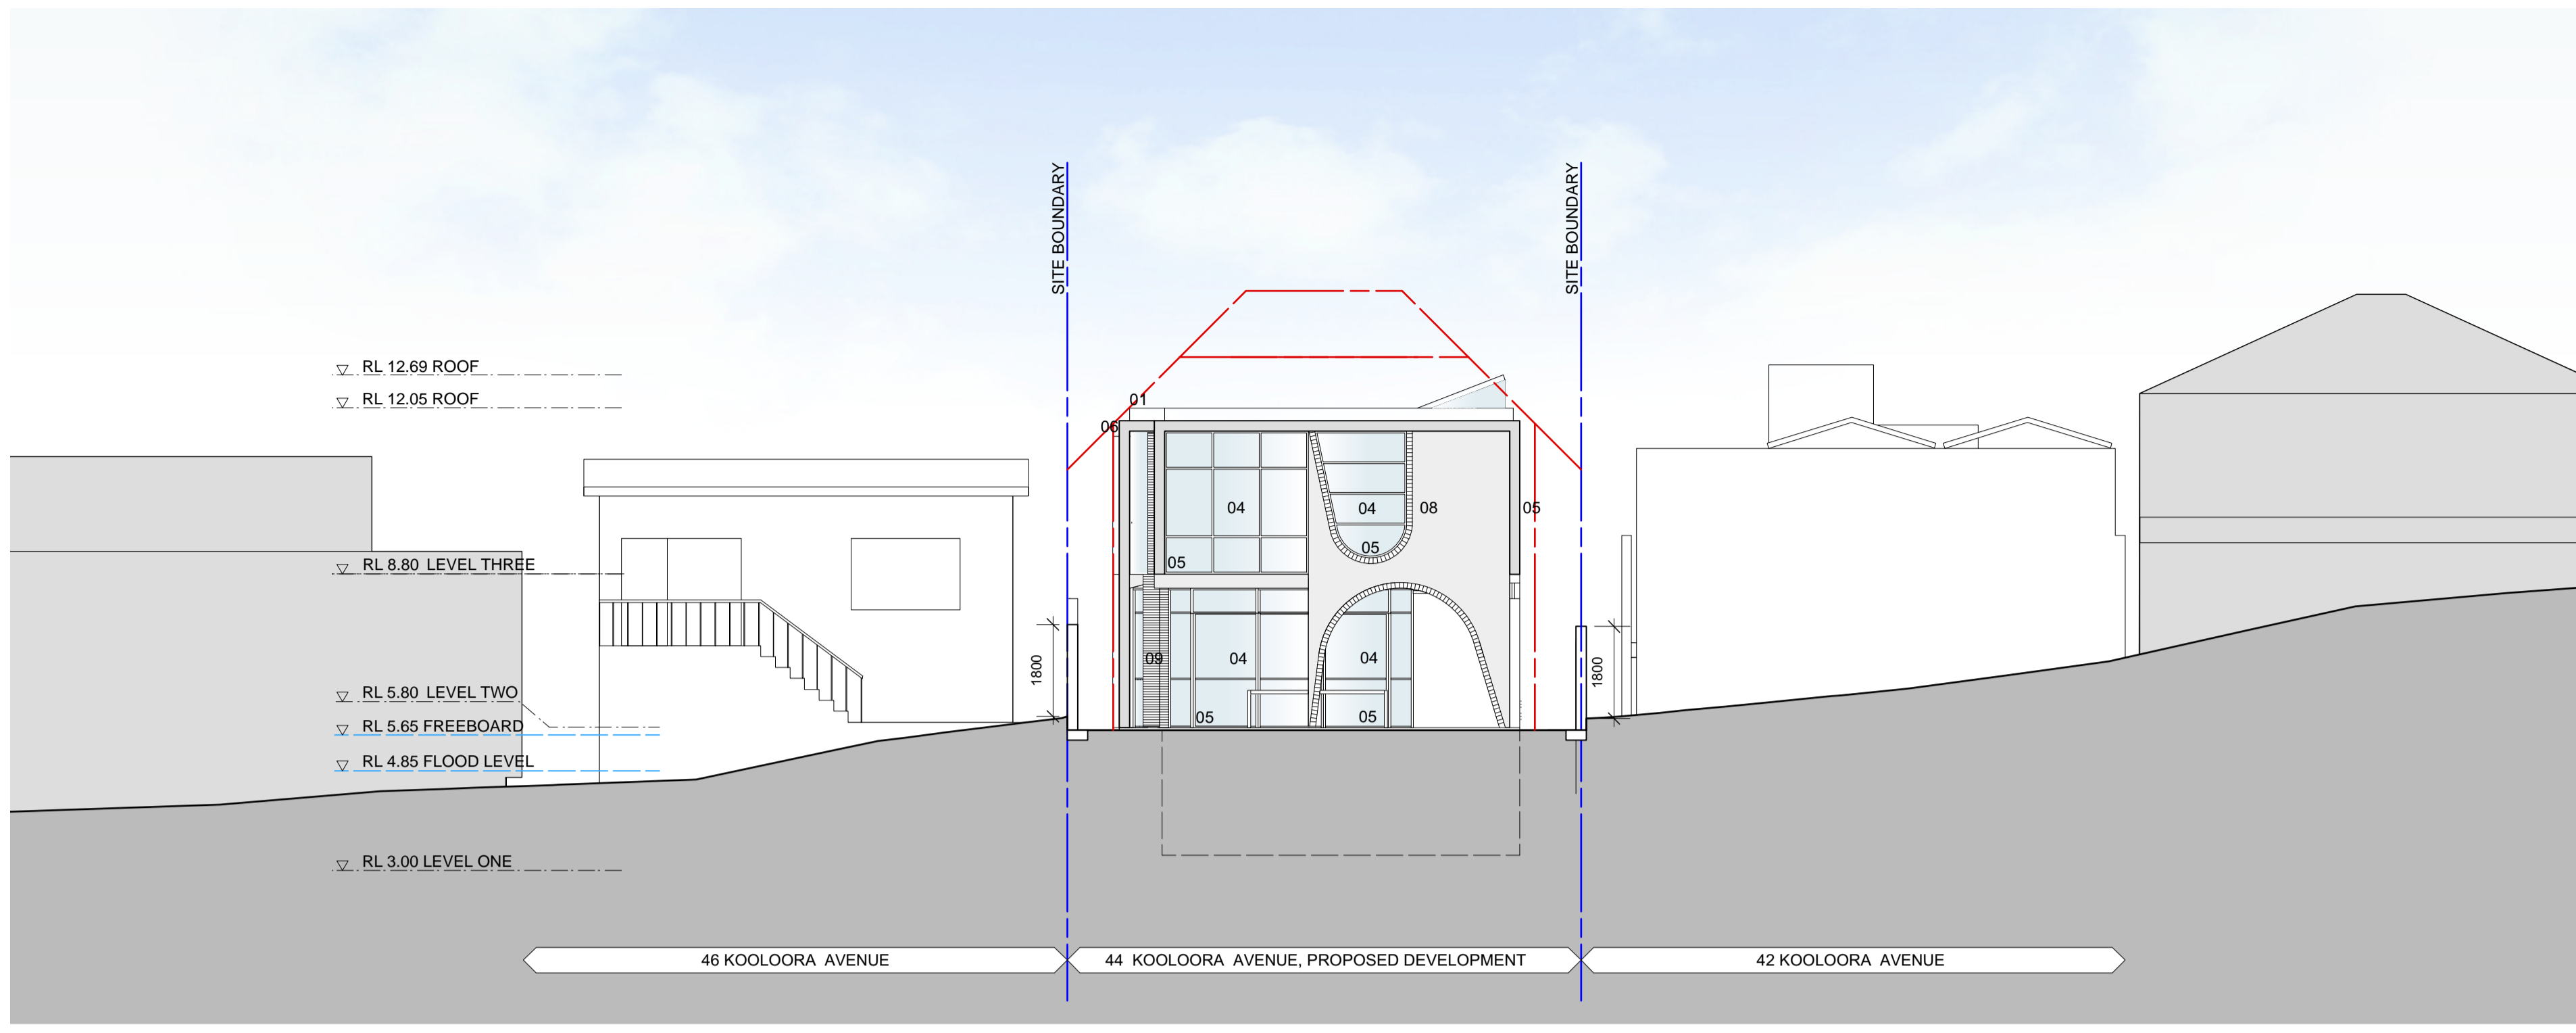 SITE BOUNDARY
SITE BOUNDARY
RL 12.69 ROOF
RL 12.05 ROOF
01
06
04
04
08
05
05
05
RL 8.80 LEVEL THREE
1800
09
04
04
1800
RL 5.80 LEVEL TWO
05
05
RL 5.65 FREEBOARD
RL 4.85 FLOOD LEVEL
RL 3.00 LEVEL ONE
46 KOOLOORA AVENUE
44 KOOLOORA AVENUE, PROPOSED DEVELOPMENT
42 KOOLOORA AVENUE